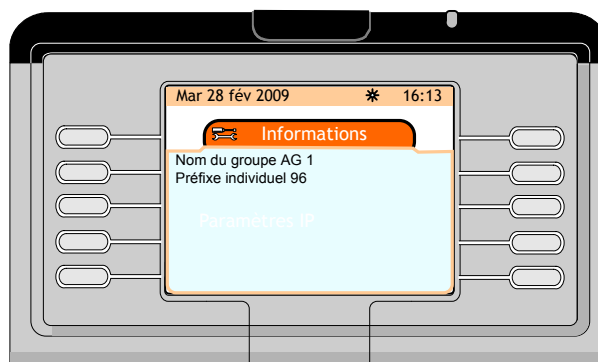 Mar 28 fév 2009 16:13
Informations
Nom du groupe AG 1
Préfixe individuel 96
Paramètres IP